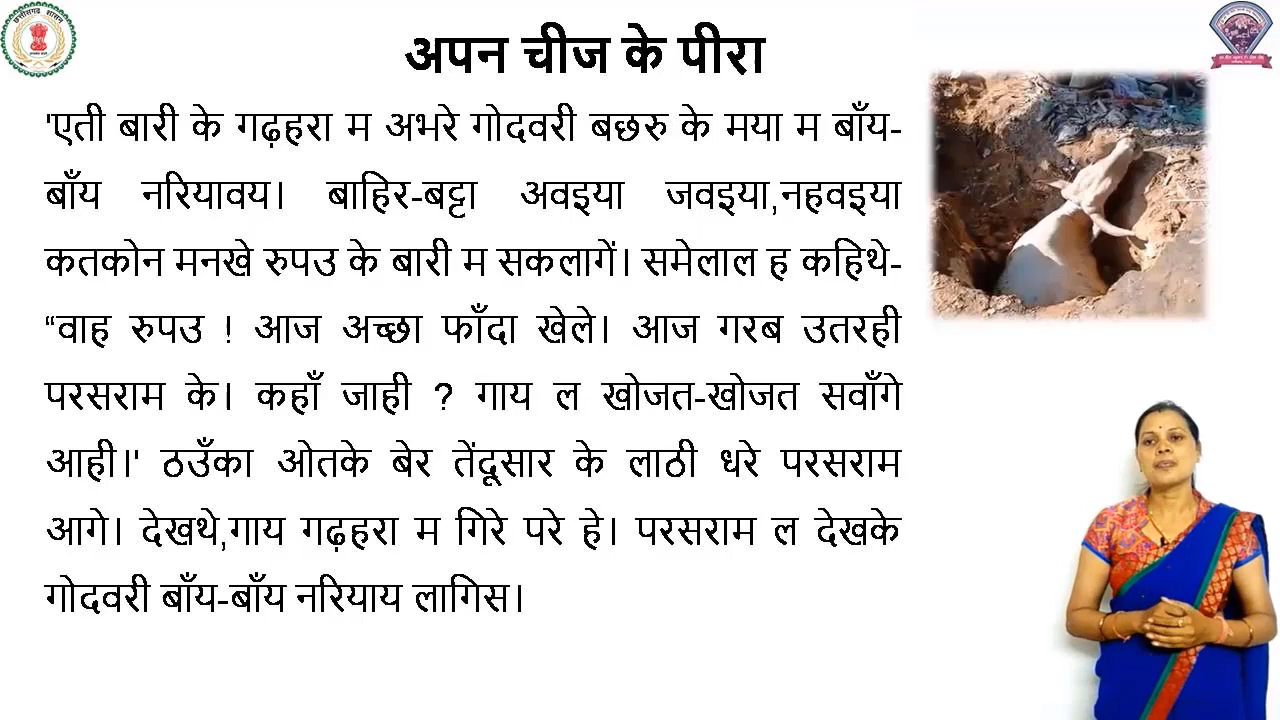 अपन चीज के पीरा
'एती बारी के गढ़हरा म अभरे गोदवरी बछरु के मया म बाँय-
बाँय नरियावय। बाहिर-बट्टा अवइया जवइया,नहवइया
कतकोन मनखे रुपउ के बारी म सकलागें। समेलाल ह कहिथे-
“वाह रुपउ ! आज अच्छा फाँदा खेले। आज गरब उतरही
परसराम के। कहाँ जाही ? गाय ल खोजत-खोजत सवाँगे
आही।' ठउँका ओतके बेर तेंदूसार के लाठी धरे परसराम
आगे। देखथे,गाय गढ़हरा म गिरे परे हे। परसराम ल देखके
गोदवरी बाँय-बाँय नरियाय लागिस।